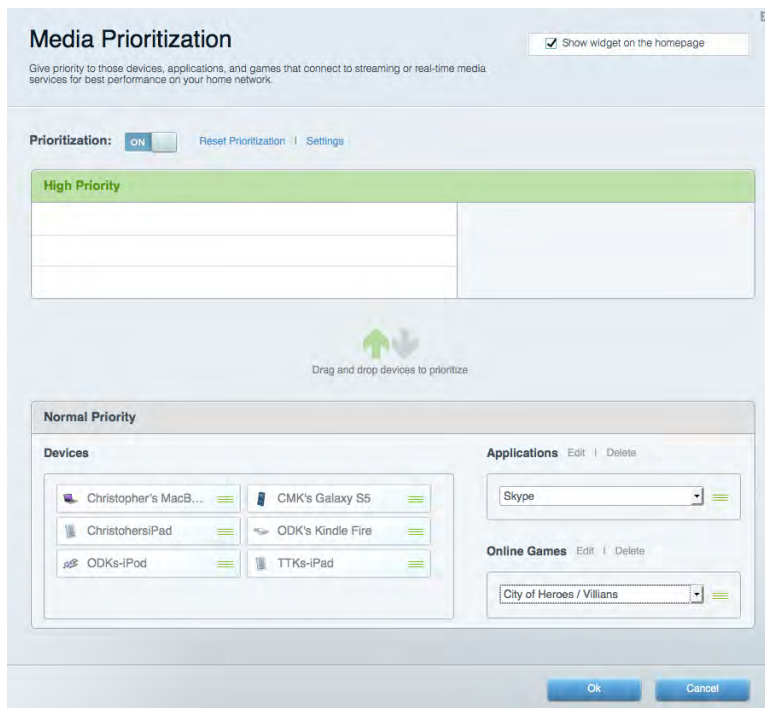 Media Prioritization
Show widget on the homepage
Give priority to those devices, applications, and games that connect to streaming or real-time media
services for best performance on your home network.
Prioritization: ON Reset Prioritization | Settings
High Priority
Drag and drop devices to prioritize
Normal Priority
Devices
Christopher's MacB... CMK's Galaxy S5
ChristohersiPad ODK's Kindle Fire
ODKs-iPod TTKs-iPad
Applications Edit | Delete
Skype
Online Games Edit | Delete
City of Heroes / Villians
Ok Cancel